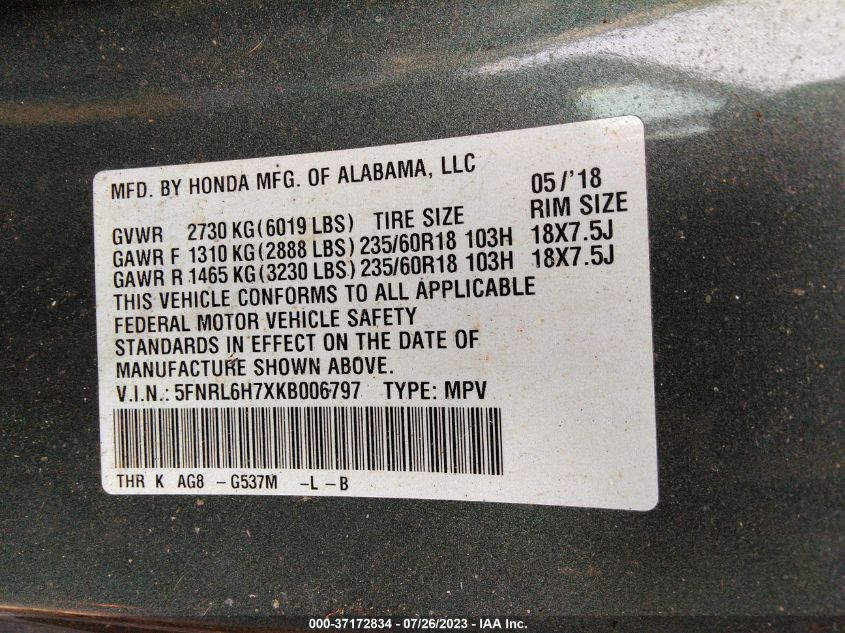 MFD. BY HONDA MFG. OF ALABAMA, LLC 05/'18
GVWR 2730 KG(6019 LBS) TIRE SIZE RIM SIZE
GAWR F 1310 KG(2888 LBS) 235/60R18 103H 18X7.5J
GAWR R 1465 KG(3230 LBS) 235/60R18 103H 18X7.5J
THIS VEHICLE CONFORMS TO ALL APPLICABLE
FEDERAL MOTOR VEHICLE SAFETY
STANDARDS IN EFFECT ON THE DATE OF
MANUFACTURE SHOWN ABOVE.
V.I.N.: 5FNRL6H7XKB006797 TYPE: MPV
THR K AG8 -G537M -L-B
000-37172834 - 07/26/2023 - IAA Inc.